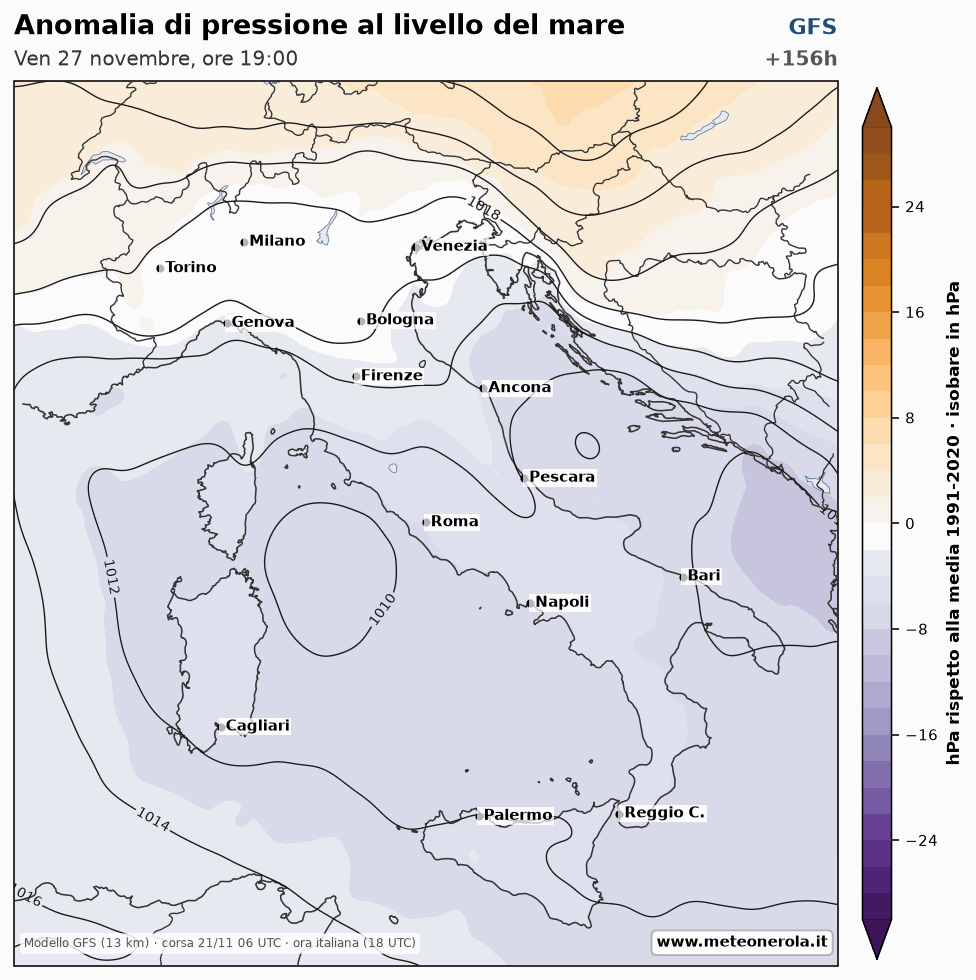 Anomalia di pressione al livello del mare
GFS
Ven 27 novembre, ore 19:00
+156h
1018
Milano
Venezia
Torino
Genova
Bologna
Firenze
Ancona
Pescara
Roma
1012
Bari
1010
Napoli
Cagliari
1014
Palermo
Reggio C.
016
10
24
16
8
0
−8
−16
−24
hPa rispetto alla media 1991-2020 · isobare in hPa
Modello GFS (13 km) · corsa 21/11 06 UTC · ora italiana (18 UTC)
www.meteonerola.it